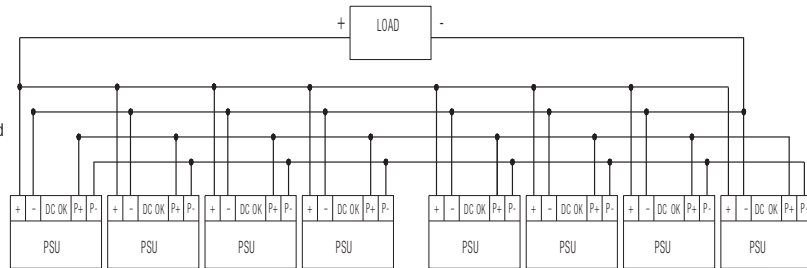 + LOAD -
d
+ - DC OK P+ P- + - DC OK P+ P- + - DC OK P+ P- + - DC OK P+ P- + - DC OK P+ P- + - DC OK P+ P- + - DC OK P+ P- + - DC OK P+ P-
PSU PSU PSU PSU PSU PSU PSU PSU